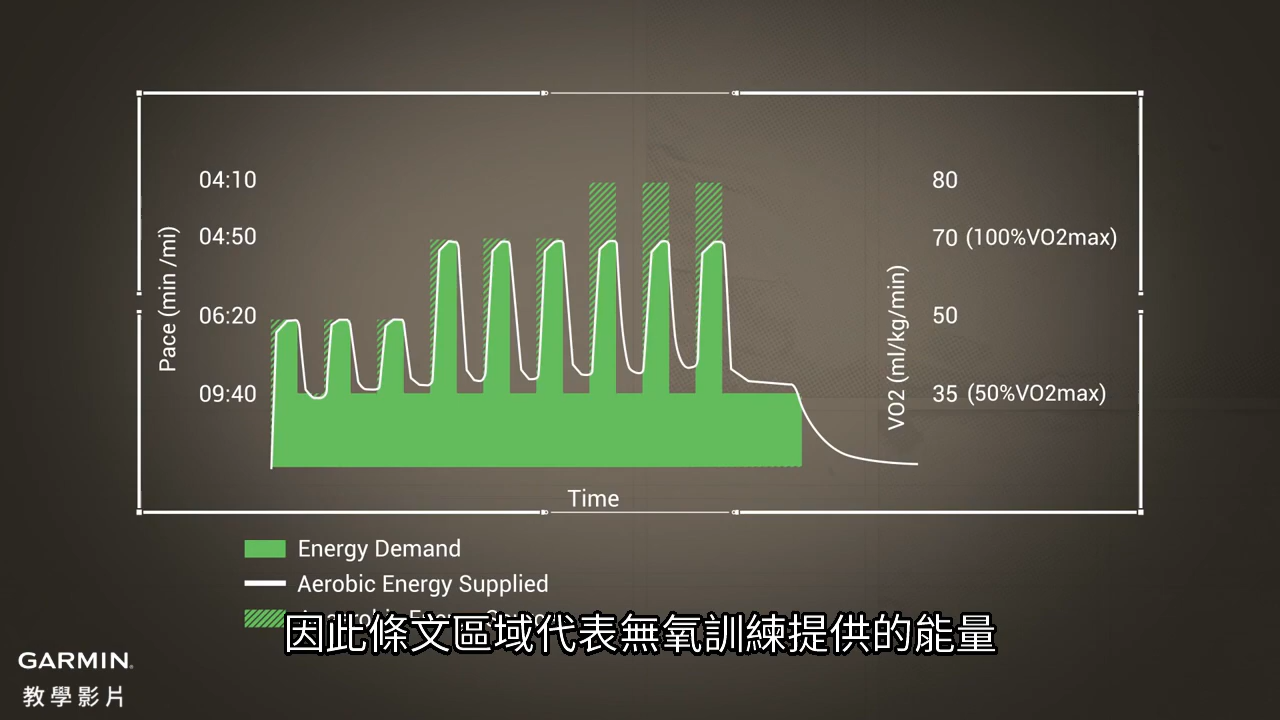 04:10
80
04:50
70 (100%VO2max)
Pace (min /mi)
06:20
50
VO2 (ml/kg/min)
09:40
35 (50%VO2max)
Time
Energy Demand
Aerobic Energy Supplied
因此條文區域代表無氧訓練提供的能量
GARMIN.
教學影片